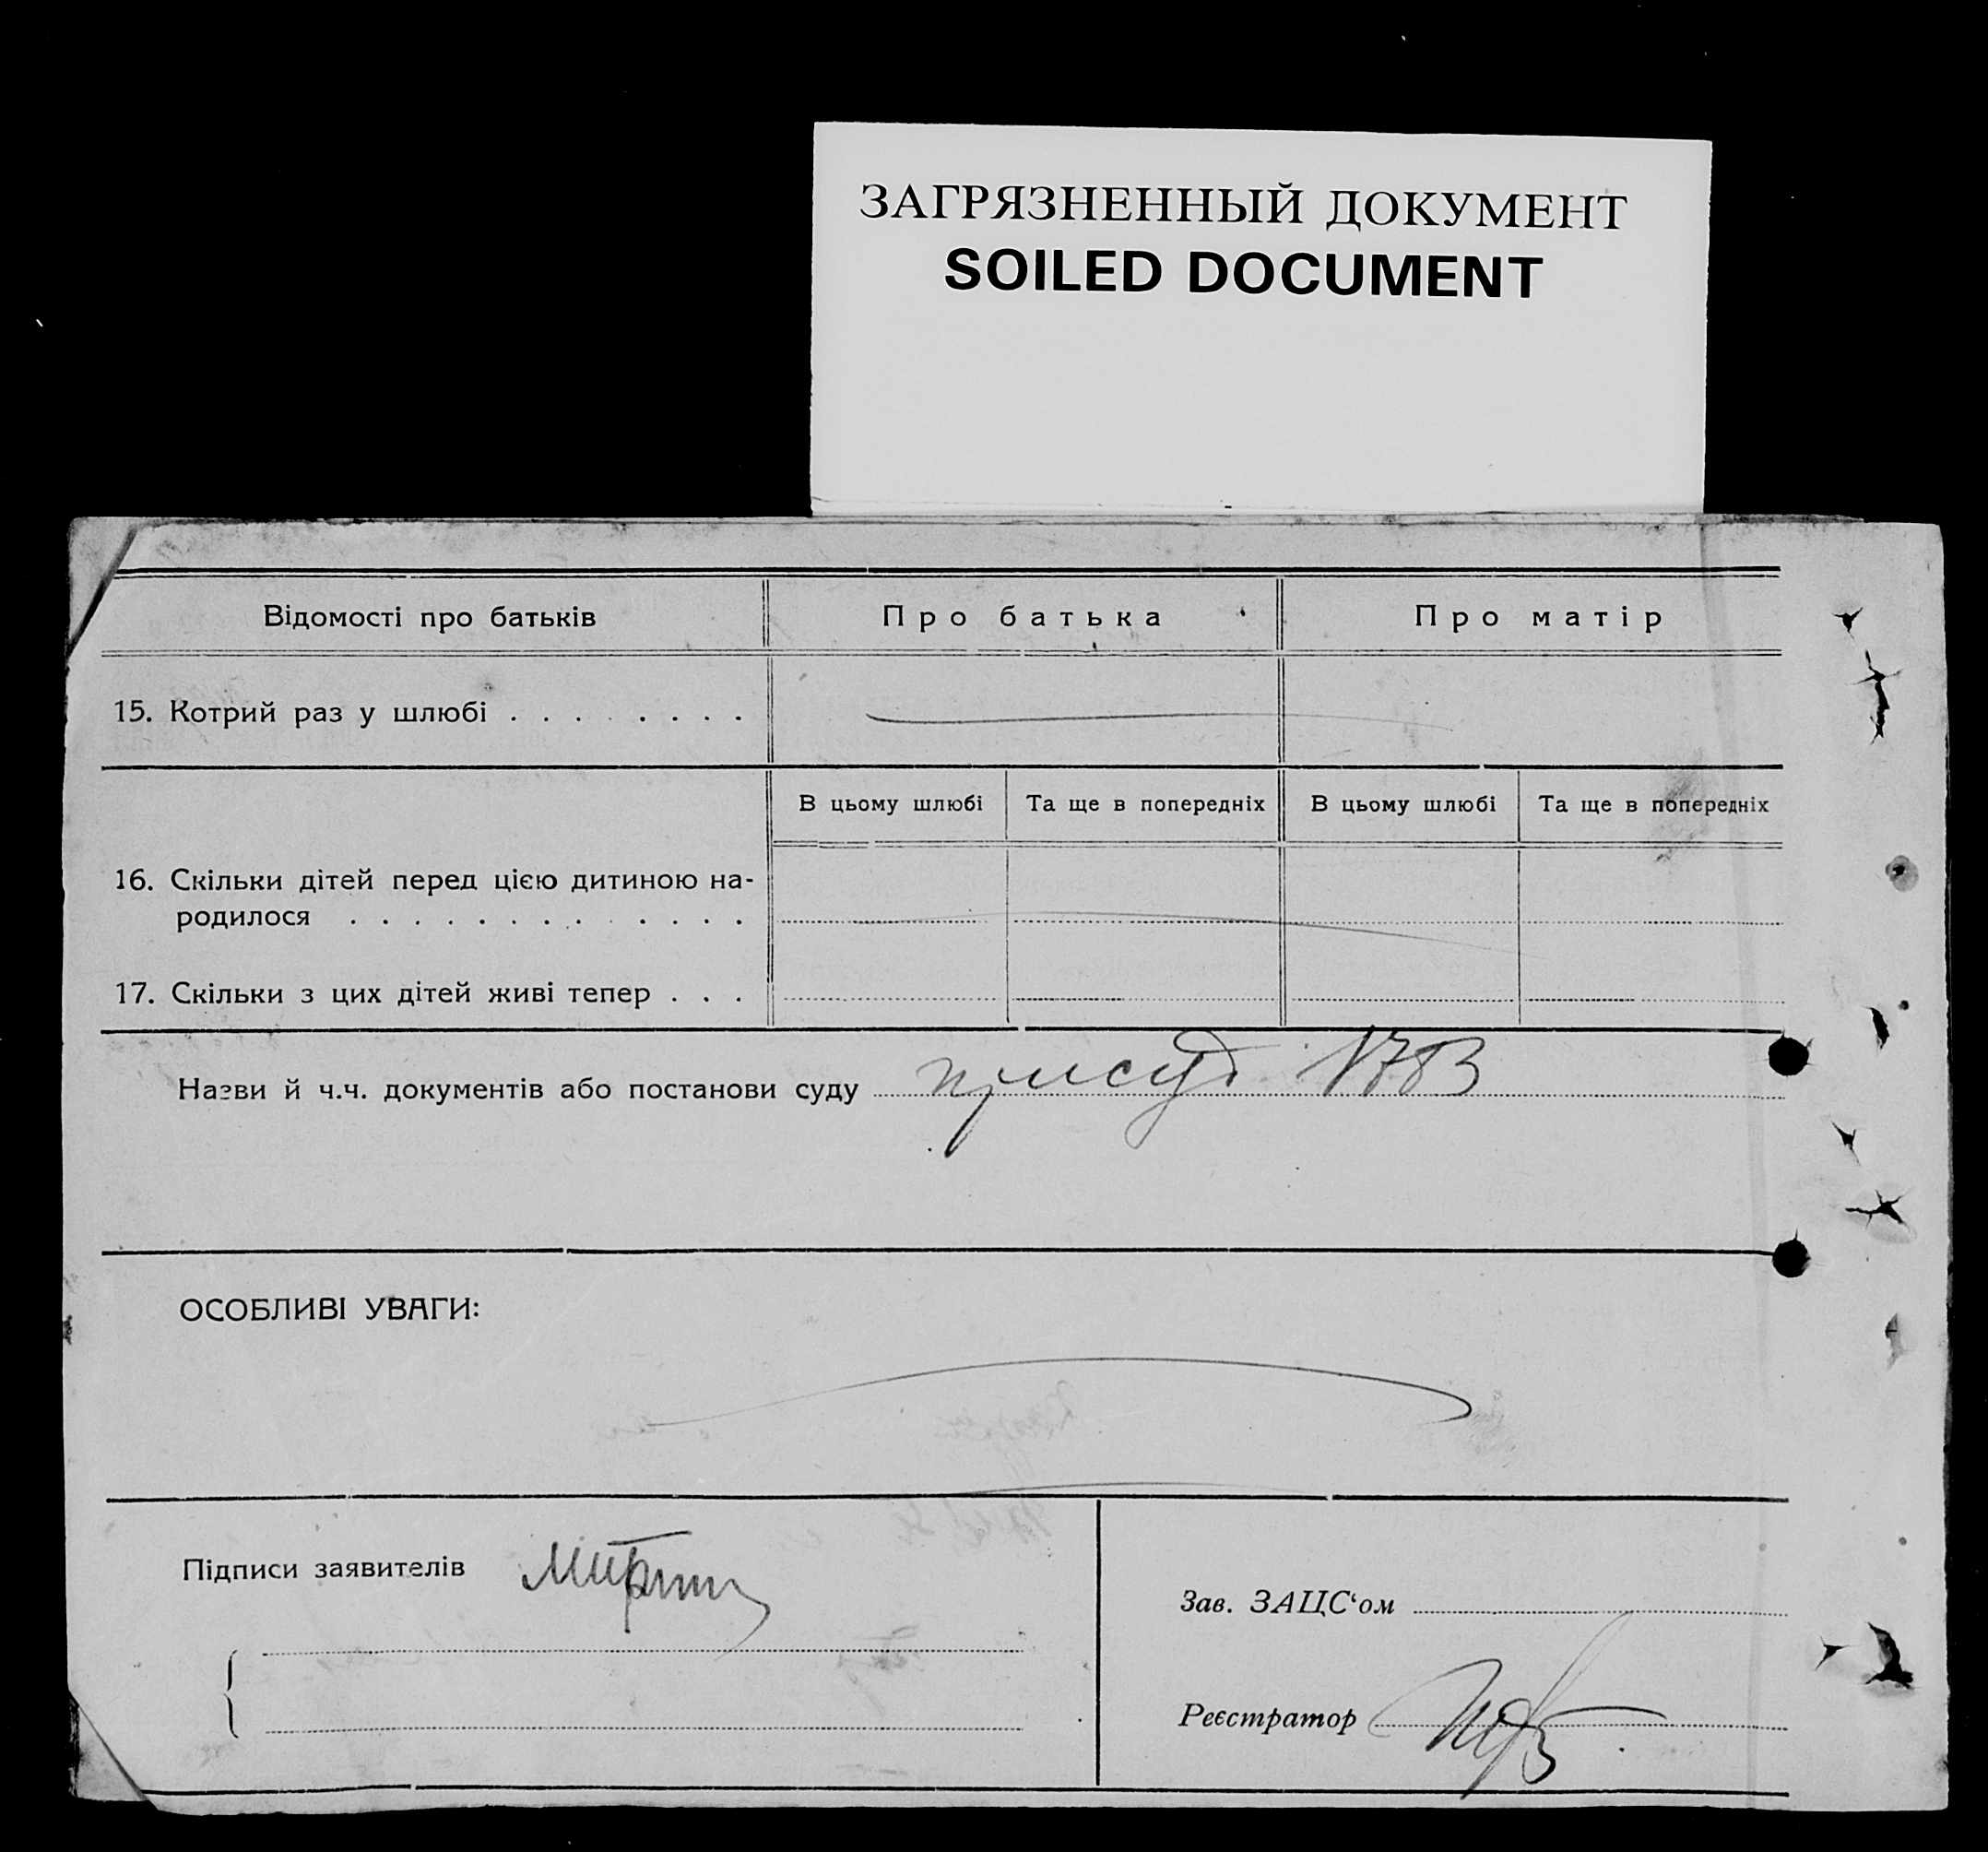 ЗАГРЯЗНЕННЫЙ ДОКУМЕНТ
SOILED DOCUMENT
Відомості про батьків Про батька Про матір
15. Котрий раз у шлюбі . . . . . . . .
В цьому шлюбі Та ще в попередніх В цьому шлюбі Та ще в попередніх
16. Скільки дітей перед цією дитиною на-
родилося . . . . . . . . . . . . .
17. Скільки з цих дітей живі тепер . . .
Назви й ч.ч. документів або постанови суду присуд
ОСОБЛИВІ УВАГИ:
Підписи заявителів
Зав. ЗАЦС‘ом
Реєстратор